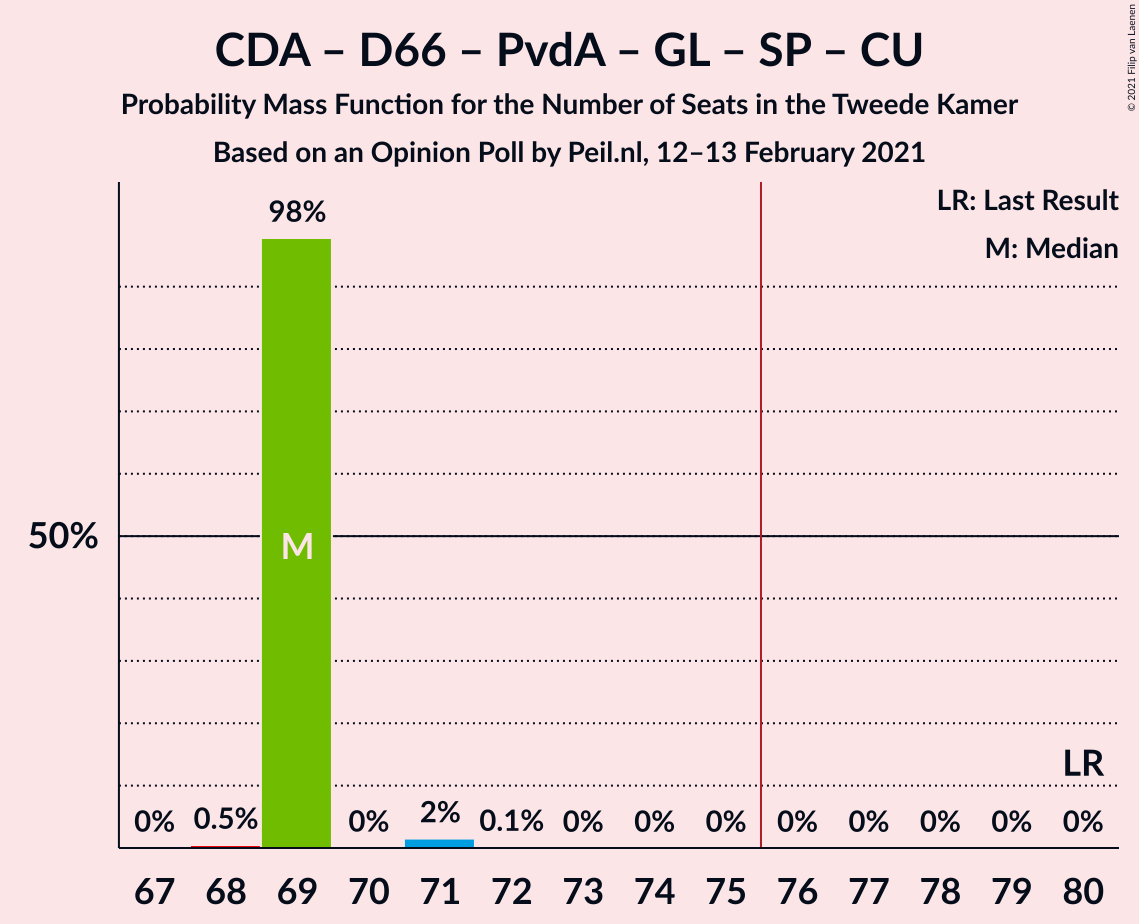 CDA – D66 – PvdA – GL – SP – CU
Probability Mass Function for the Number of Seats in the Tweede Kamer
Based on an Opinion Poll by Peil.nl, 12–13 February 2021
© 2021 Filip van Laenen
LR: Last Result
M: Median
98%
50%
M
LR
0% 0.5% 0% 2% 0.1% 0% 0% 0% 0% 0% 0% 0% 0%
67 68 69 70 71 72 73 74 75 76 77 78 79 80